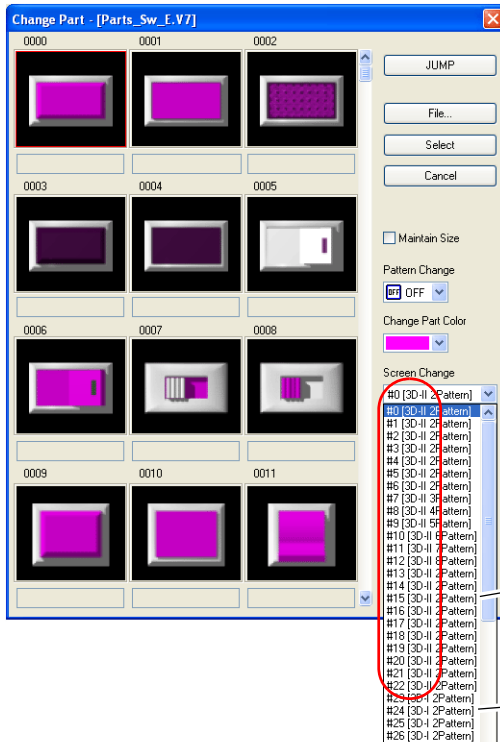 Change Part - [Parts_Sw_E.V7]
0000 0001 0002
JUMP
File...
Select
Cancel
0003 0004 0005
Maintain Size
Pattern Change
OFF OFF
Change Part Color
0006 0007 0008
Screen Change
#0 [3D-II 2Pattern]
#0 [3D-II 2Pattern]
#1 [3D-II 2Pattern]
#2 [3D-II 2Pattern]
#3 [3D-II 2Pattern]
#4 [3D-II 2Pattern]
#5 [3D-II 2Pattern]
#6 [3D-II 2Pattern]
#7 [3D-II 3Pattern]
#8 [3D-II 4Pattern]
#9 [3D-II 5Pattern]
0009 0010 0011
#10 [3D-II 6Pattern]
#11 [3D-II 7Pattern]
#12 [3D-II 8Pattern]
#13 [3D-II 2Pattern]
#14 [3D-II 2Pattern]
#15 [3D-II 2Pattern]
#16 [3D-II 2Pattern]
#17 [3D-II 2Pattern]
#18 [3D-II 2Pattern]
#19 [3D-II 2Pattern]
#20 [3D-II 2Pattern]
#21 [3D-II 2Pattern]
#22 [3D-II 2Pattern]
#23 [3D-I 2Pattern]
#24 [3D-I 2Pattern]
#25 [3D-I 2Pattern]
#26 [3D-I 2Pattern]